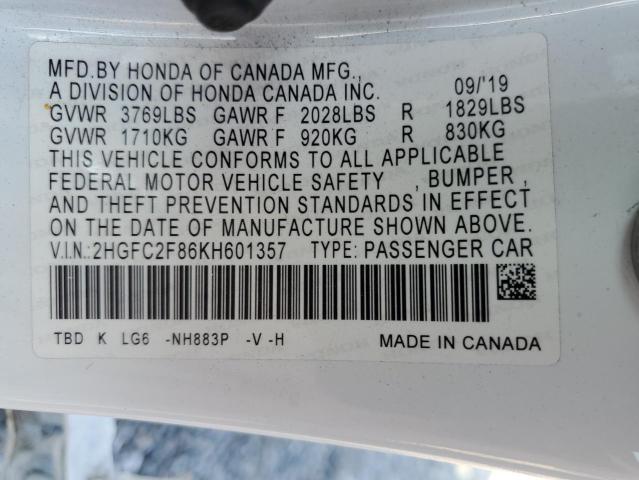 MFD.BY HONDA OF CANADA MFG.,
A DIVISION OF HONDA CANADA INC. 09/'19
GVWR 3769LBS GAWR F 2028LBS R 1829LBS
GVWR 1710KG GAWR F 920KG R 830KG
THIS VEHICLE CONFORMS TO ALL APPLICABLE
FEDERAL MOTOR VEHICLE SAFETY , BUMPER ,
AND THEFT PREVENTION STANDARDS IN EFFECT
ON THE DATE OF MANUFACTURE SHOWN ABOVE.
V.I.N.:2HGFC2F86KH601357 TYPE: PASSENGER CAR
TBD K LG6 -NH883P -V -H MADE IN CANADA